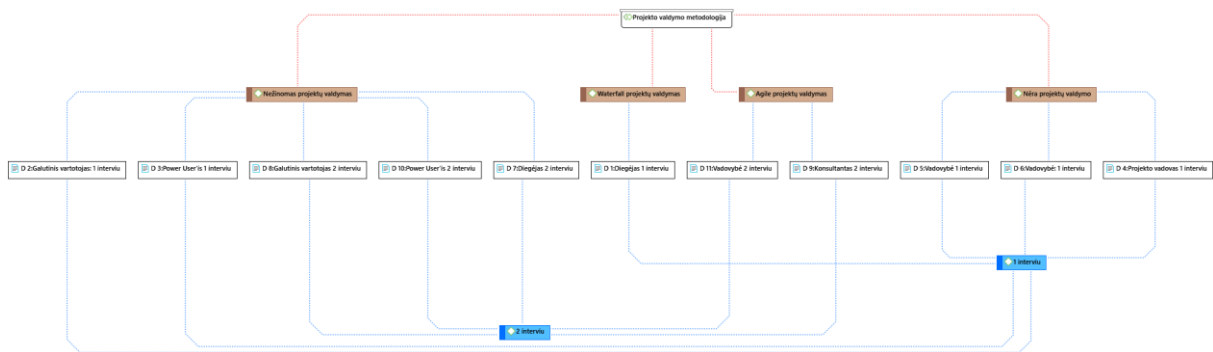 Projekto valdymo metodologija
Nežinomas projektų valdymas
Waterfall projektų valdymas
Agile projektų valdymas
Nėra projektų valdymo
D 2:Galutinis vartotojas: 1 interviu
D 3:Power User'is 1 interviu
D 8:Galutinis vartotojas 2 interviu
D 10:Power User'is 2 interviu
D 7:Diegėjas 2 interviu
D 1:Diegėjas 1 interviu
D 11:Vadovybė 2 interviu
D 9:Konsultantas 2 interviu
D 5:Vadovybė 1 interviu
D 6:Vadovybė: 1 interviu
D 4:Projekto vadovas 1 interviu
1 interviu
2 interviu